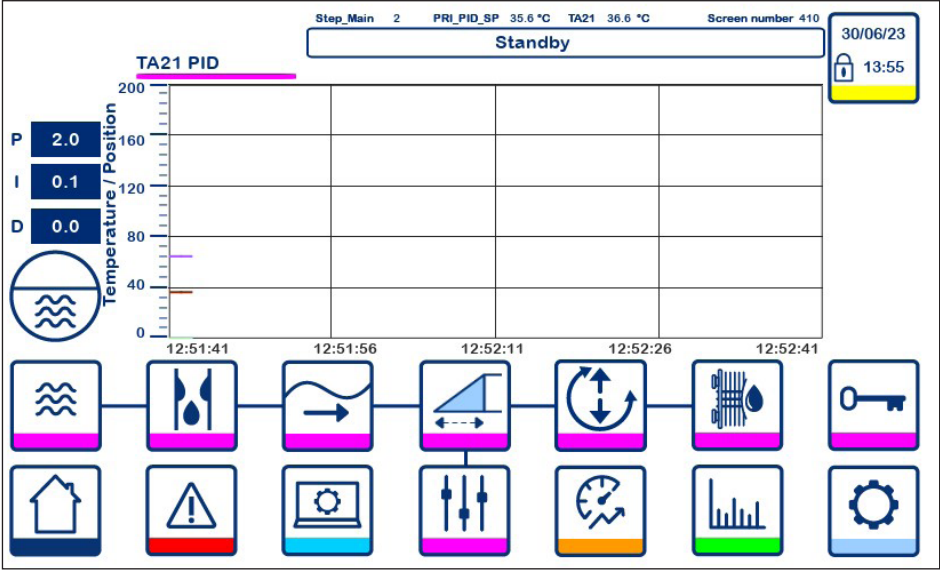 Step_Main 2 PRI_PID_SP 35.6 °C TA21 36.6 °C Screen number 410
Standby
30/06/23
13:55
TA21 PID
Temperature / Position
200
160
120
80
40
0
P 2.0
I 0.1
D 0.0
12:51:41 12:51:56 12:52:11 12:52:26 12:52:41